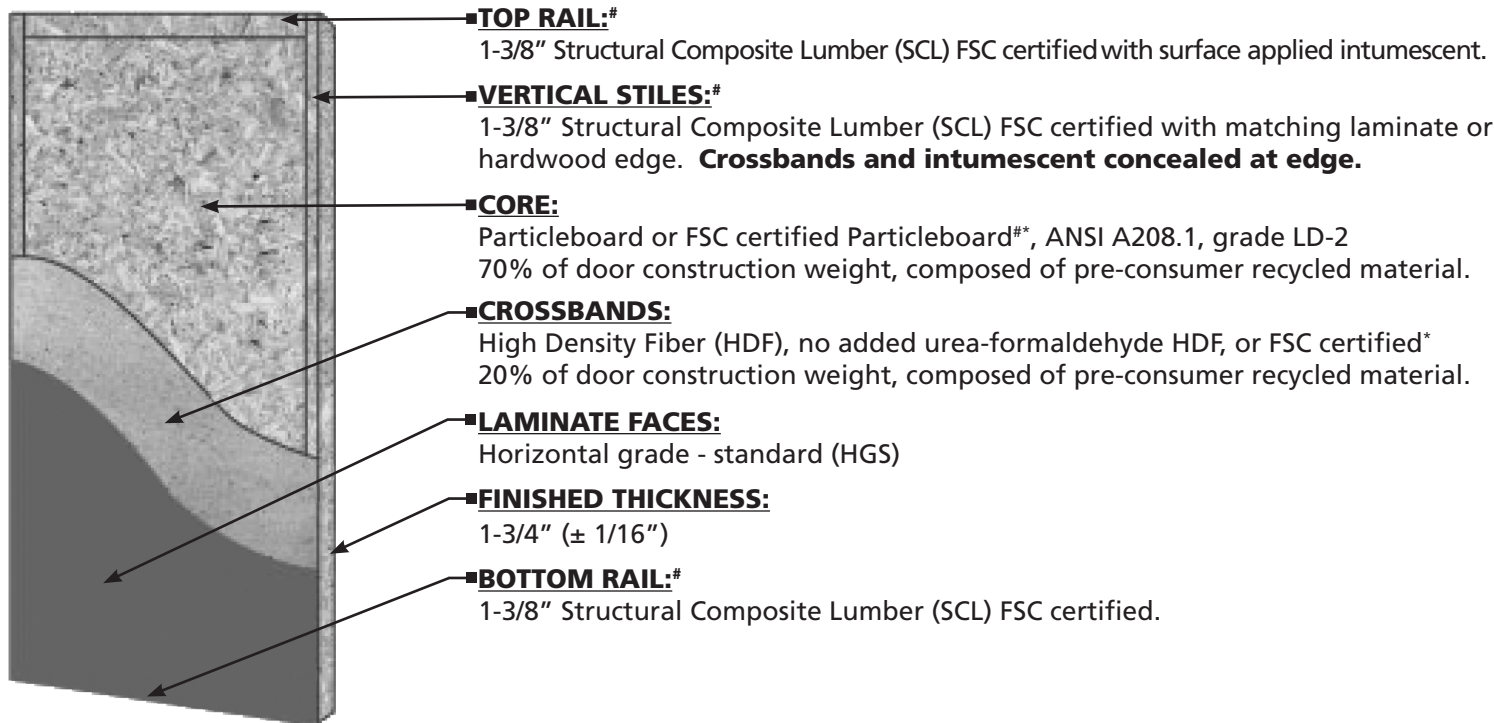 TOP RAIL:#
1-3/8” Structural Composite Lumber (SCL) FSC certified with surface applied intumescent.
VERTICAL STILES:#
1-3/8” Structural Composite Lumber (SCL) FSC certified with matching laminate or
hardwood edge. Crossbands and intumescent concealed at edge.
CORE:
Particleboard or FSC certified Particleboard#*, ANSI A208.1, grade LD-2
70% of door construction weight, composed of pre-consumer recycled material.
CROSSBANDS:
High Density Fiber (HDF), no added urea-formaldehyde HDF, or FSC certified*
20% of door construction weight, composed of pre-consumer recycled material.
LAMINATE FACES:
Horizontal grade - standard (HGS)
FINISHED THICKNESS:
1-3/4” (± 1/16”)
BOTTOM RAIL:#
1-3/8” Structural Composite Lumber (SCL) FSC certified.